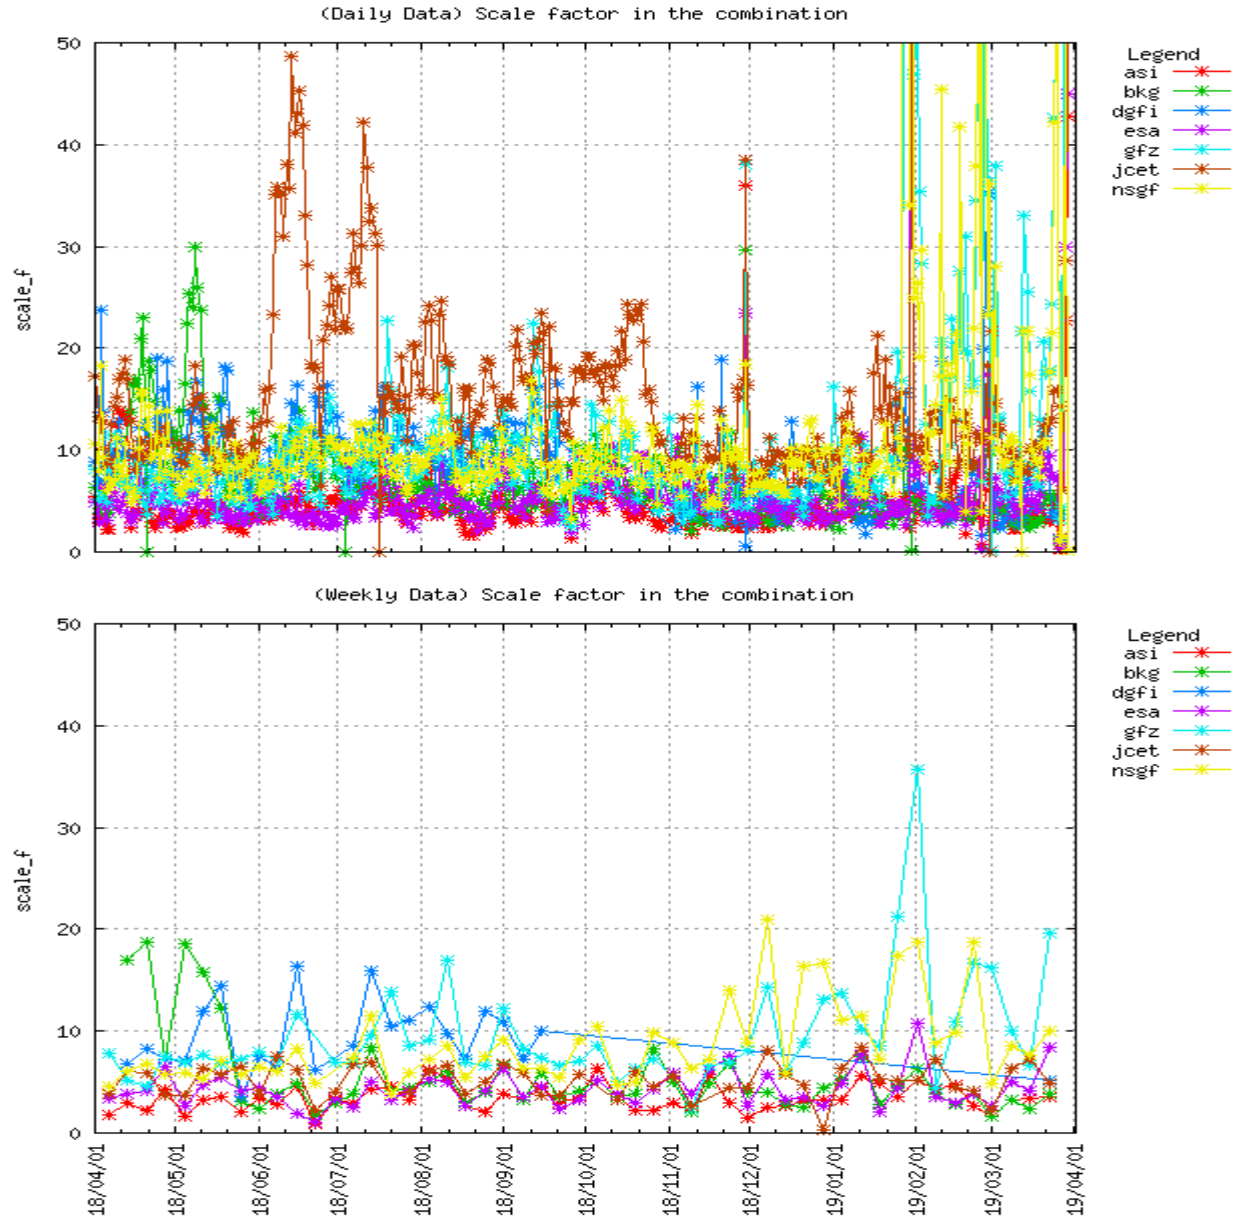 (Daily Data) Scale factor in the combination
50
40
30
20
10
0
scale_f
Legend
asi
bkg
dgfi
esa
gfz
jcet
nsgf
(Weekly Data) Scale factor in the combination
50
40
30
20
10
0
scale_f
Legend
asi
bkg
dgfi
esa
gfz
jcet
nsgf
18/04/01
18/05/01
18/06/01
18/07/01
18/08/01
18/09/01
18/10/01
18/11/01
18/12/01
19/01/01
19/02/01
19/03/01
19/04/01